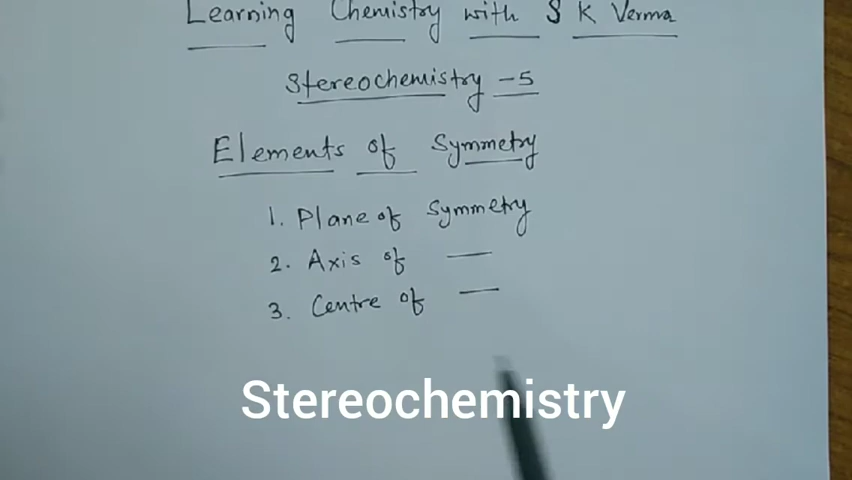 Learning Chemistry with S K Verma
Stereochemistry -5
Elements of Symmetry
1. Plane of Symmetry
2. Axis of —
3. Centre of —
Stereochemistry